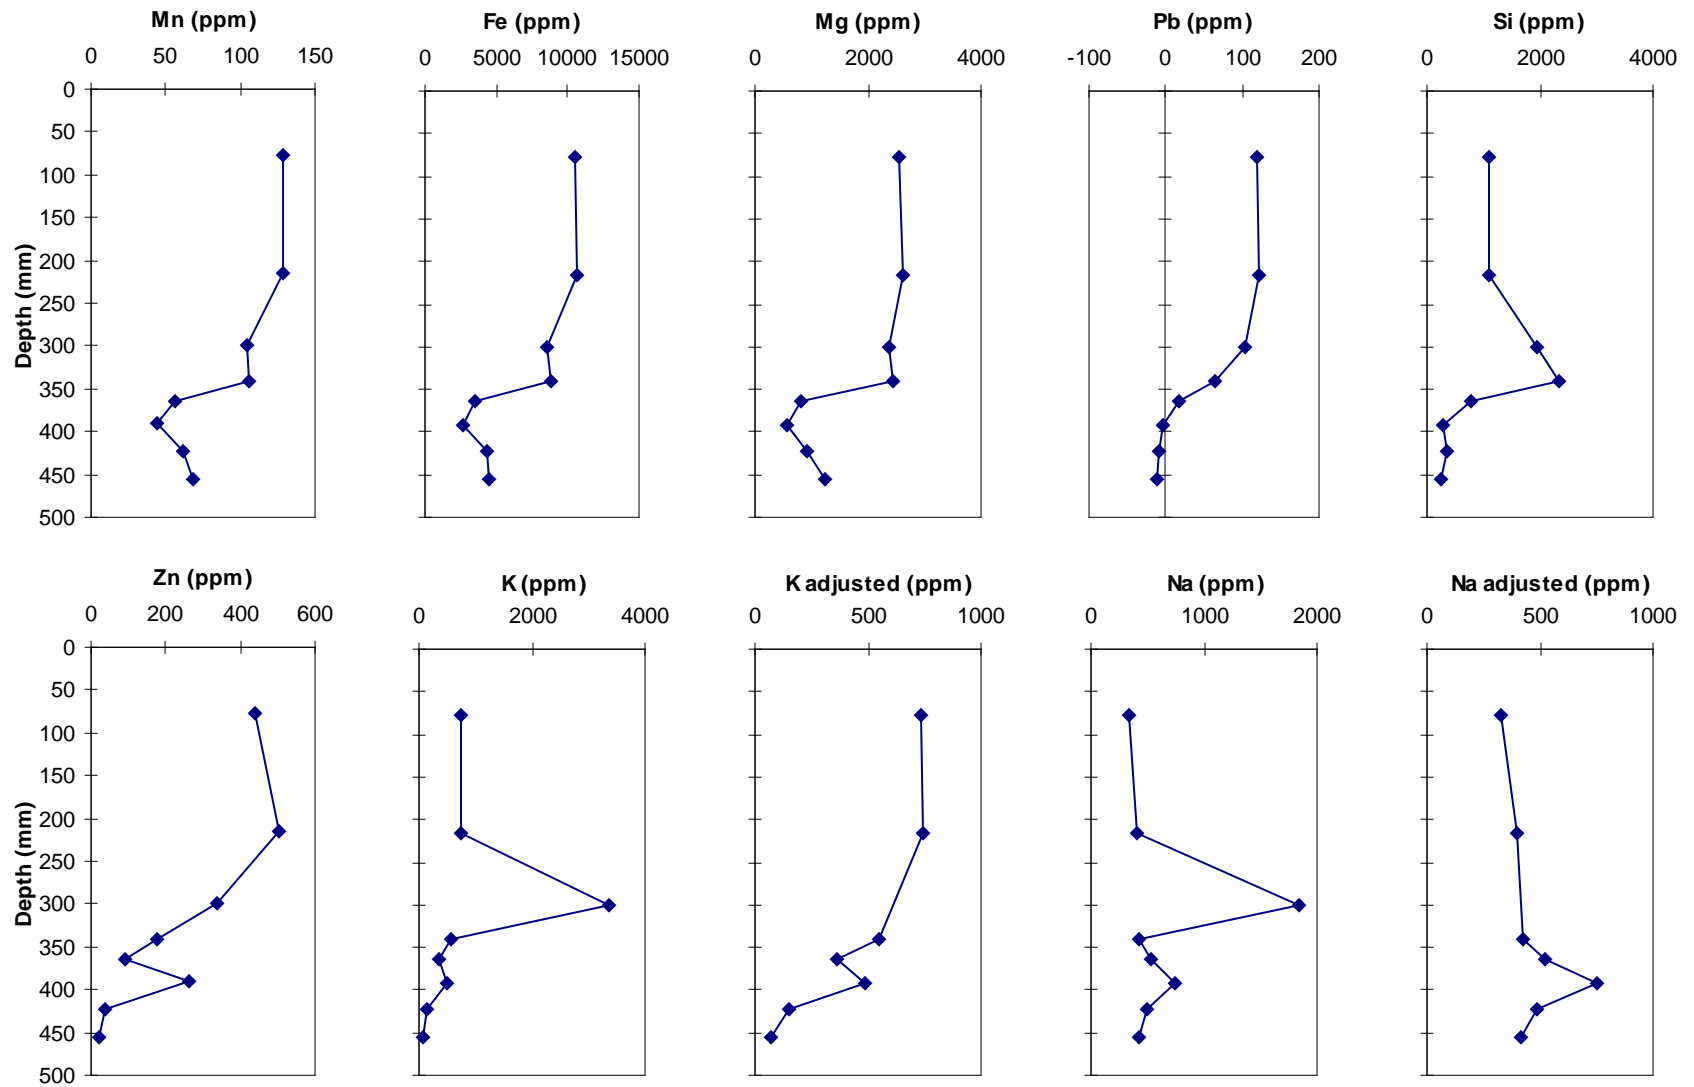 Mn (ppm)
0 50 100 150
Fe (ppm)
0 5000 10000 15000
Mg (ppm)
0 2000 4000
Pb (ppm)
-100 0 100 200
Si (ppm)
0 2000 4000
Depth (mm)
0
50
100
150
200
250
300
350
400
450
500
Zn (ppm)
0 200 400 600
K (ppm)
0 2000 4000
K adjusted (ppm)
0 500 1000
Na (ppm)
0 1000 2000
Na adjusted (ppm)
0 500 1000
Depth (mm)
0
50
100
150
200
250
300
350
400
450
500